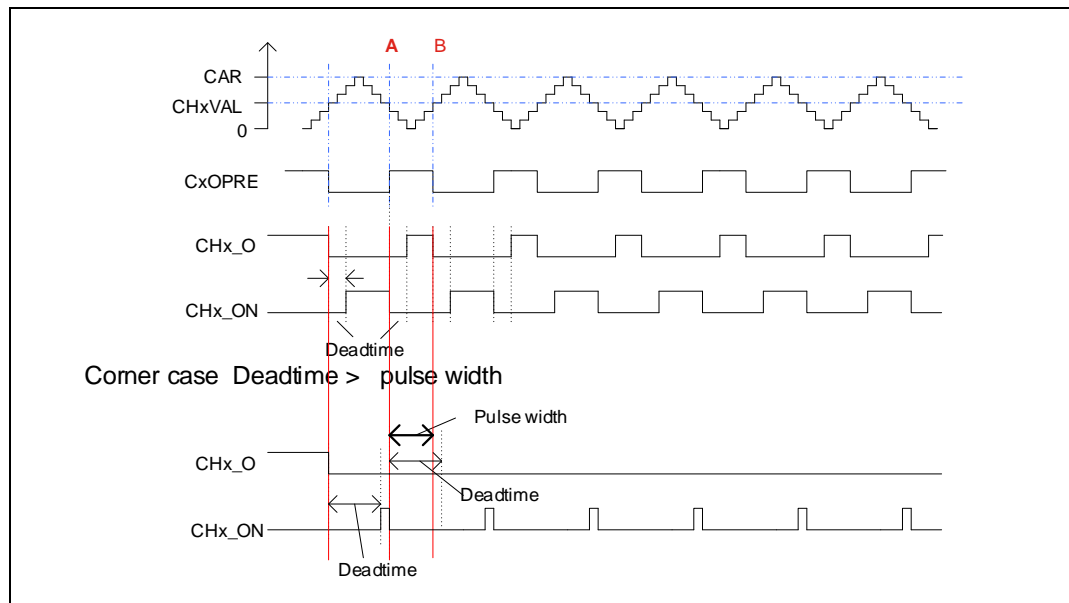 A B
CAR
CHxVAL
0
CxOPRE
CHx_O
CHx_ON
Deadtime
Corner case Deadtime > pulse width
Pulse width
CHx_O
Deadtime
CHx_ON
Deadtime